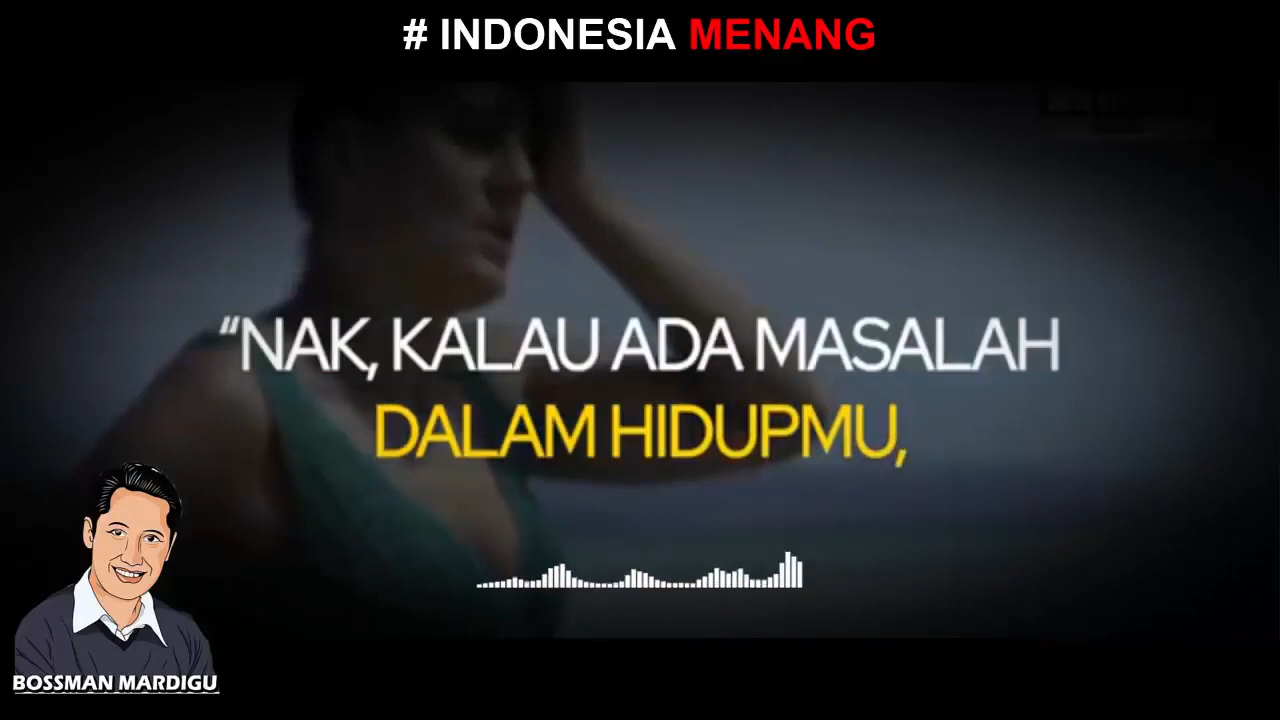 # INDONESIA MENANG
“NAK, KALAU ADA MASALAH
DALAM HIDUPMU,
BOSSMAN MARDIGU